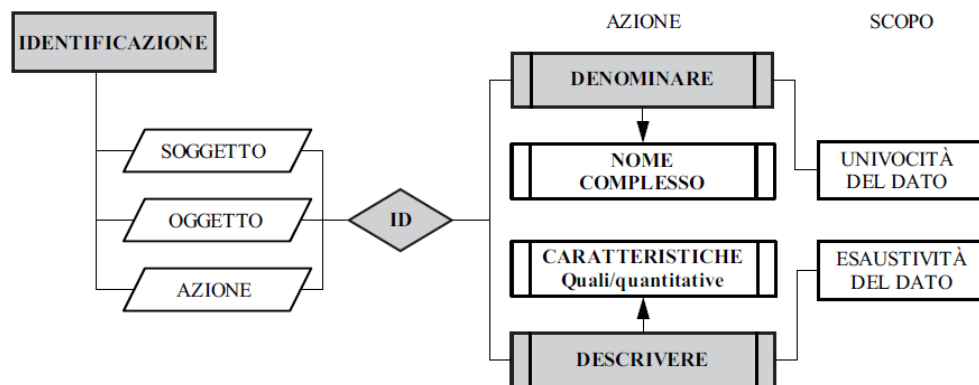 AZIONE
SCOPO
IDENTIFICAZIONE
DENOMINARE
SOGGETTO
NOME
COMPLESSO
UNIVOCITÀ
DEL DATO
OGGETTO
ID
CARATTERISTICHE
Quali/quantitative
ESAUSTIVITÀ
DEL DATO
AZIONE
DESCRIVERE